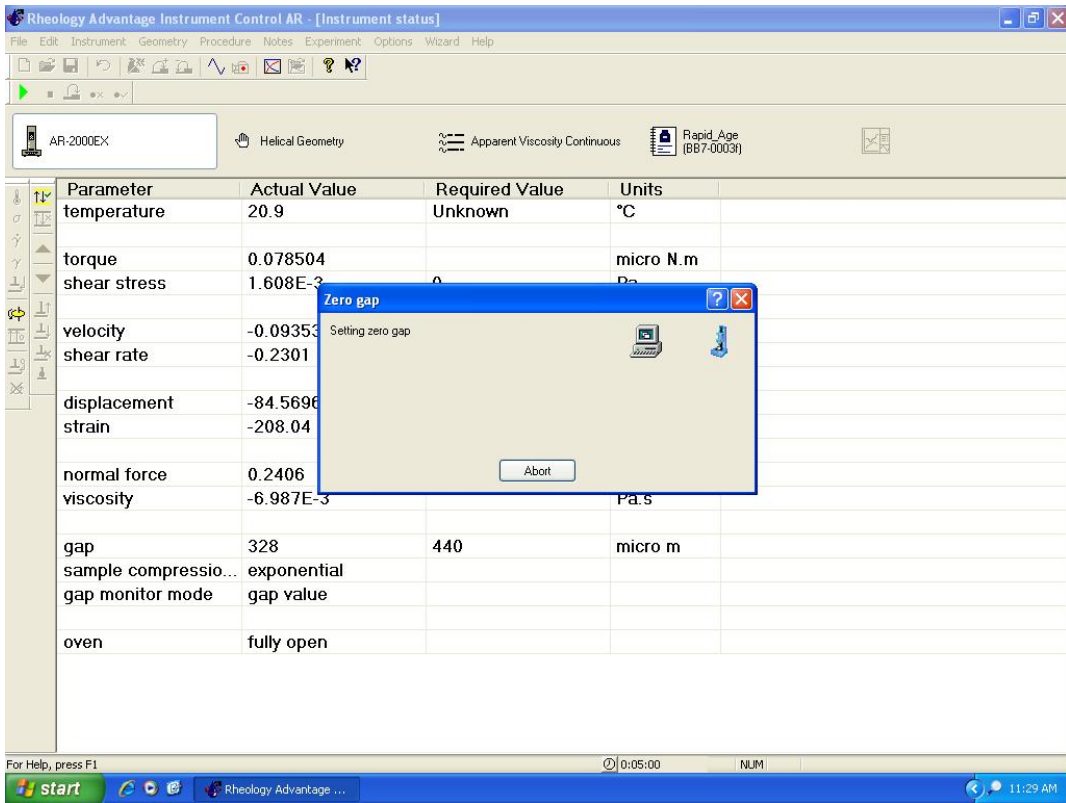 Rheology Advantage Instrument Control AR - [Instrument status]
File Edit Instrument Geometry Procedure Notes Experiment Options Wizard Help
AR-2000EX Helical Geometry Apparent Viscosity Continuous Rapid_Age
(BB7-0003f)
Parameter Actual Value Required Value Units
temperature 20.9 Unknown °C
torque 0.078504 micro N.m
shear stress 1.608E-3 0 Pa
Zero gap
Setting zero gap
velocity -0.09353
shear rate -0.2301
displacement -84.5696
strain -208.04
normal force 0.2406
Abort
viscosity -6.987E-3 Pa.s
gap 328 440 micro m
sample compressio... exponential
gap monitor mode gap value
oven fully open
For Help, press F1 0:05:00 NUM
start Rheology Advantage ... 11:29 AM